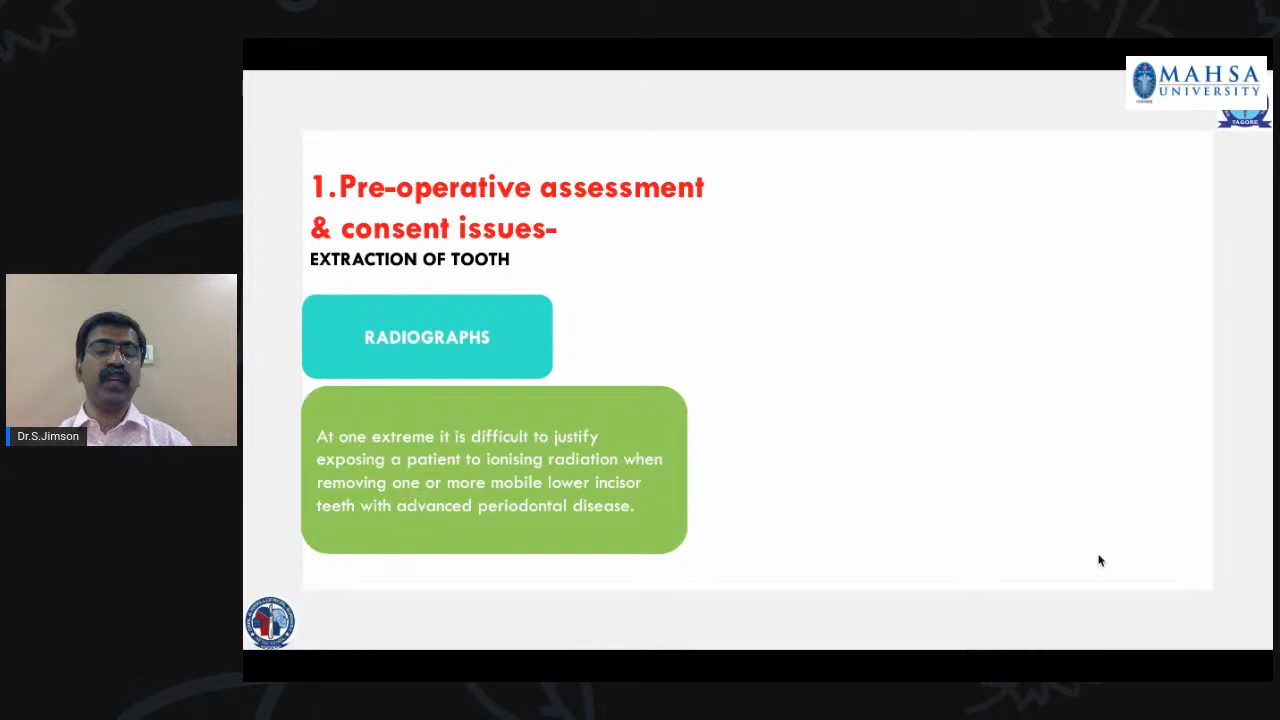 MAHSA
UNIVERSITY
TAGORE
1.Pre-operative assessment
& consent issues-
EXTRACTION OF TOOTH
RADIOGRAPHS
At one extreme it is difficult to justify
exposing a patient to ionising radiation when
removing one or more mobile lower incisor
teeth with advanced periodontal disease.
Dr.S.Jimson